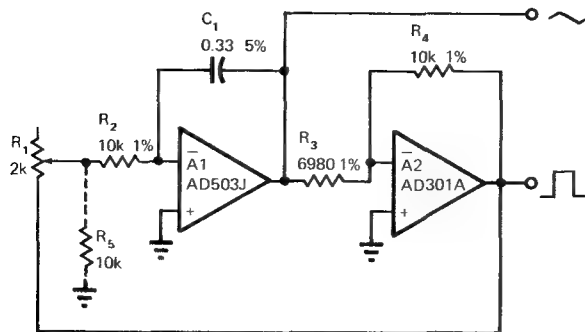 C1
0.33 5%
R4
10k 1%
R1
2k
R2
10k 1%
–
A1
AD503J
+
R3
6980 1%
–
A2
AD301A
+
R5
10k